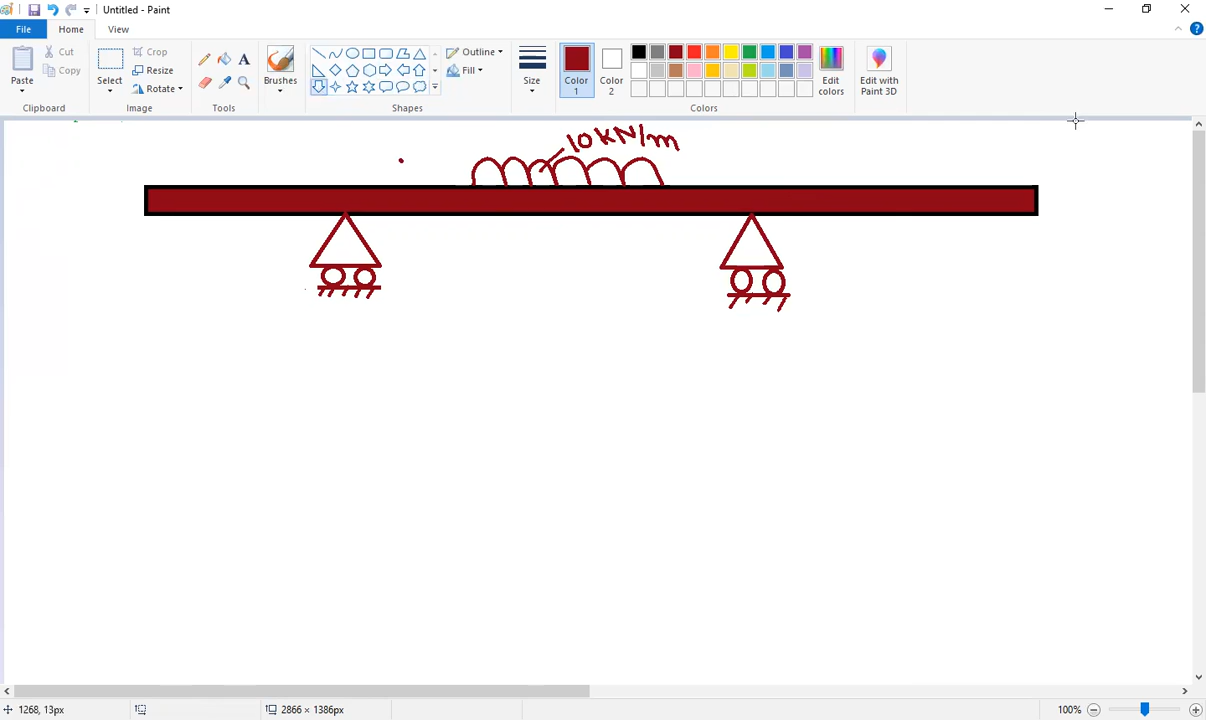 Untitled - Paint
File
Home
View
Paste
Cut
Copy
Clipboard
Select
Crop
Resize
Rotate
Image
A
Tools
Brushes
Outline
Fill
Shapes
Size
Color
1
Color
2
Edit
colors
Colors
Edit with
Paint 3D
?
10kN/m
1268, 13px
2866 × 1386px
100%